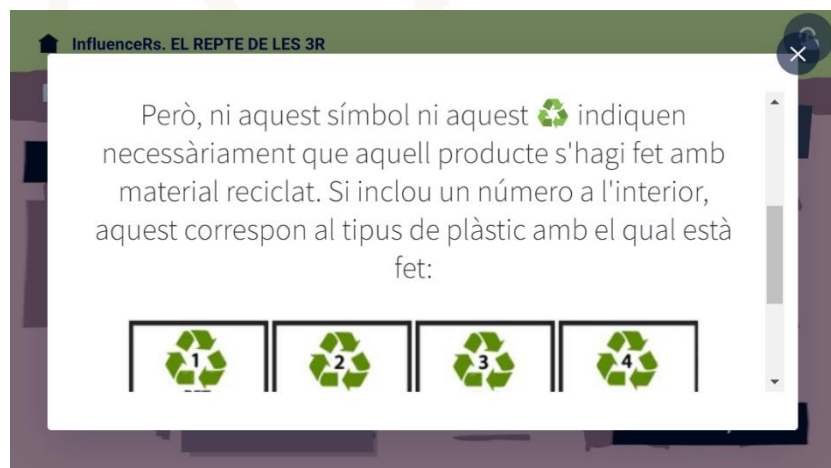 InfluenceRs. EL REPTE DE LES 3R
Però, ni aquest símbol ni aquest indiquen
necessàriament que aquell producte s'hagi fet amb
material reciclat. Si inclou un número a l'interior,
aquest correspon al tipus de plàstic amb el qual està
fet:
1 2 3 4